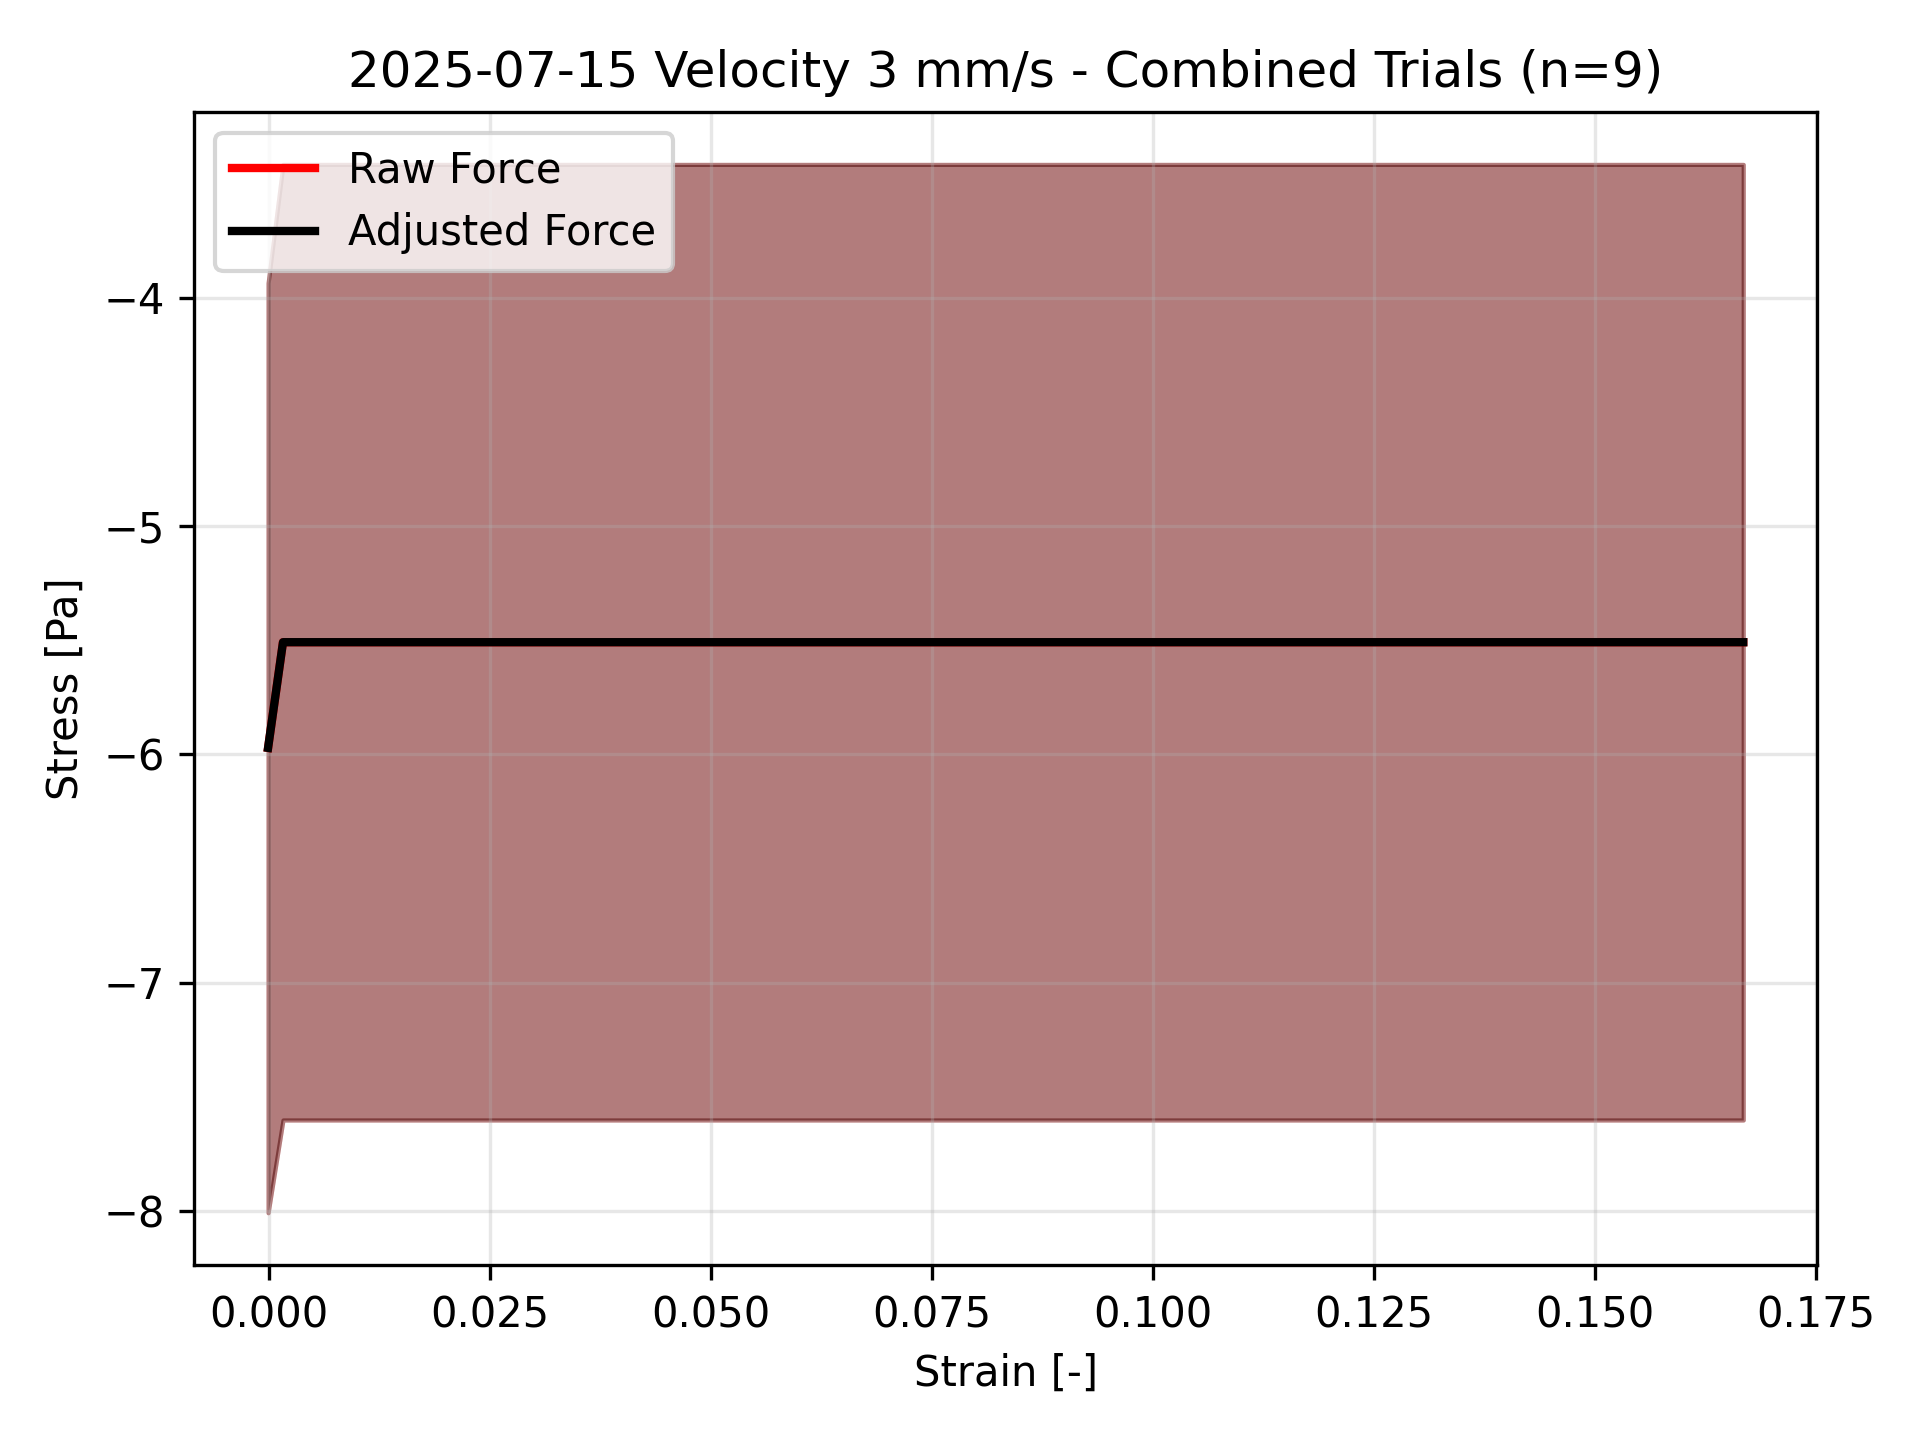 2025-07-15 Velocity 3 mm/s - Combined Trials (n=9)
Raw Force
Adjusted Force
Stress [Pa]
−4
−5
−6
−7
−8
0.000 0.025 0.050 0.075 0.100 0.125 0.150 0.175
Strain [-]